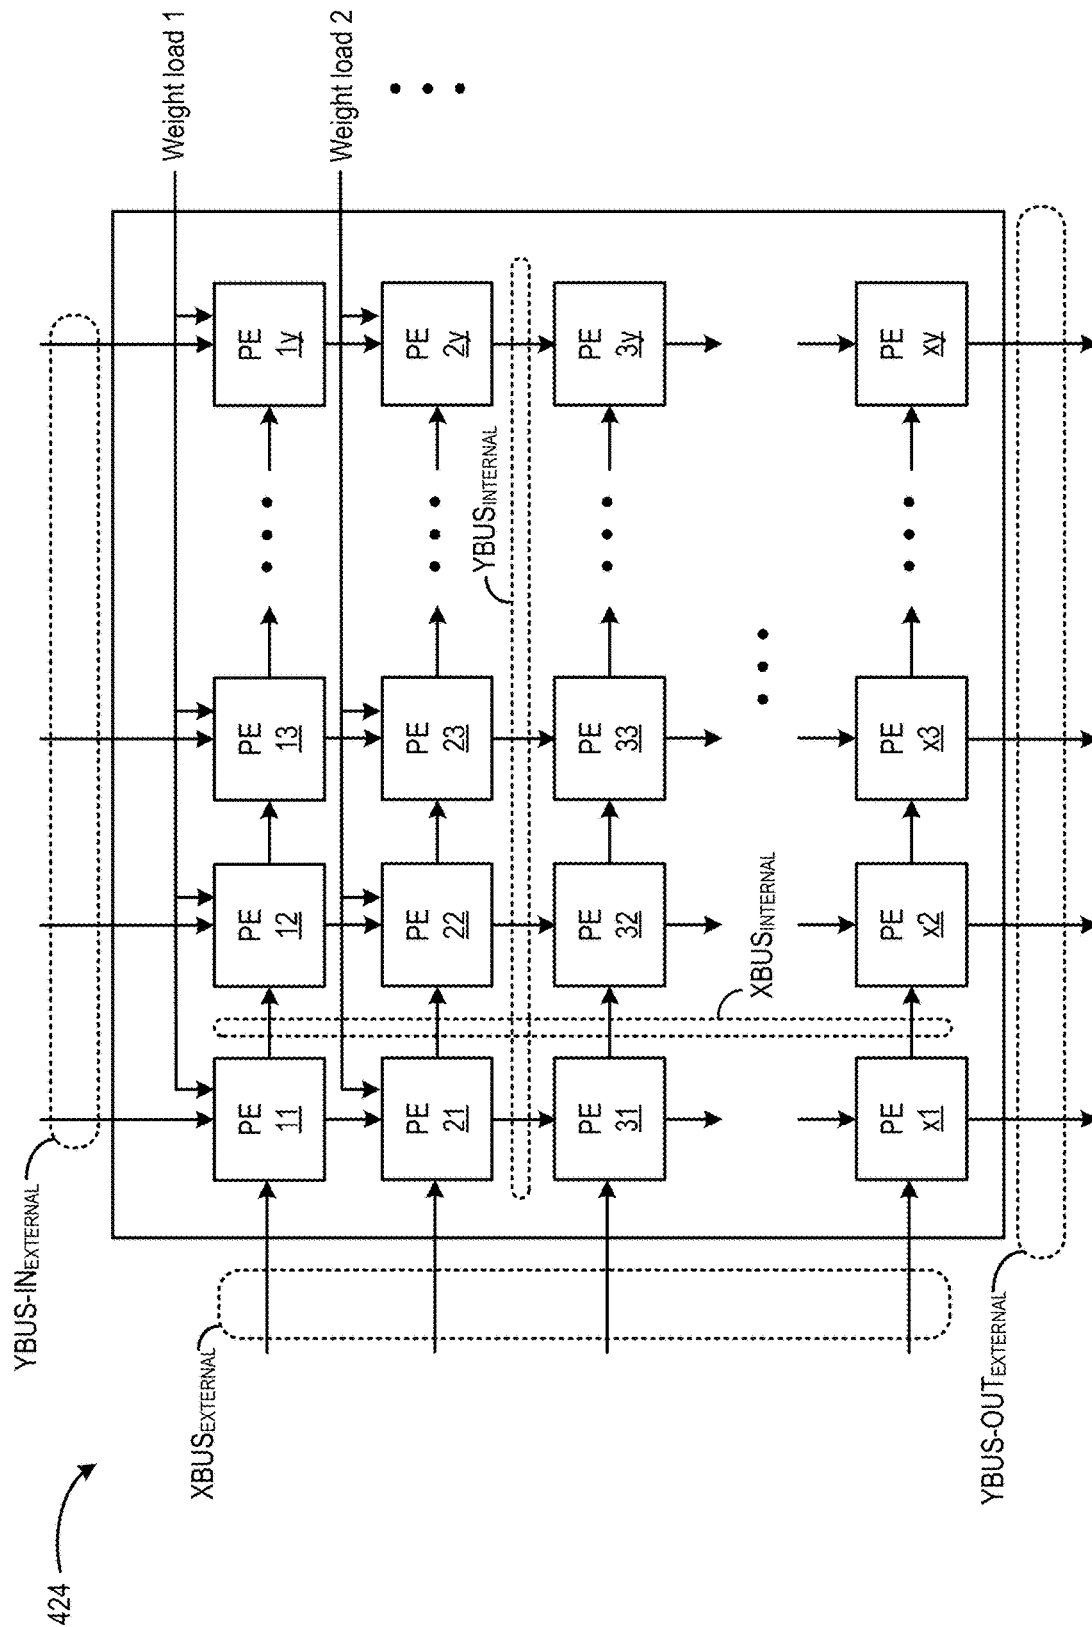 424
YBUS-INEXTERNAL
Weight load 1
Weight load 2
XBUSEXTERNAL
PE 11
PE 12
PE 13
PE 1y
PE 21
PE 22
PE 23
PE 2y
YBUSINTERNAL
PE 31
PE 32
PE 33
PE 3y
XBUSINTERNAL
PE x1
PE x2
PE x3
PE xy
YBUS-OUTEXTERNAL